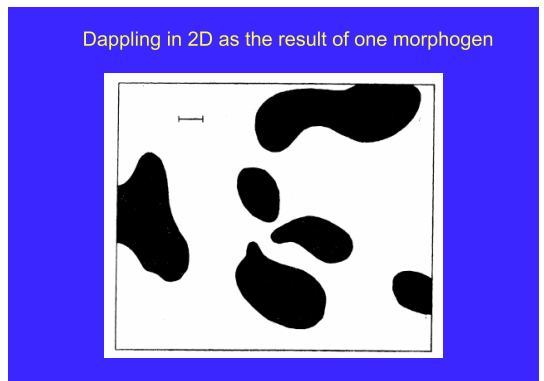 Dappling in 2D as the result of one morphogen